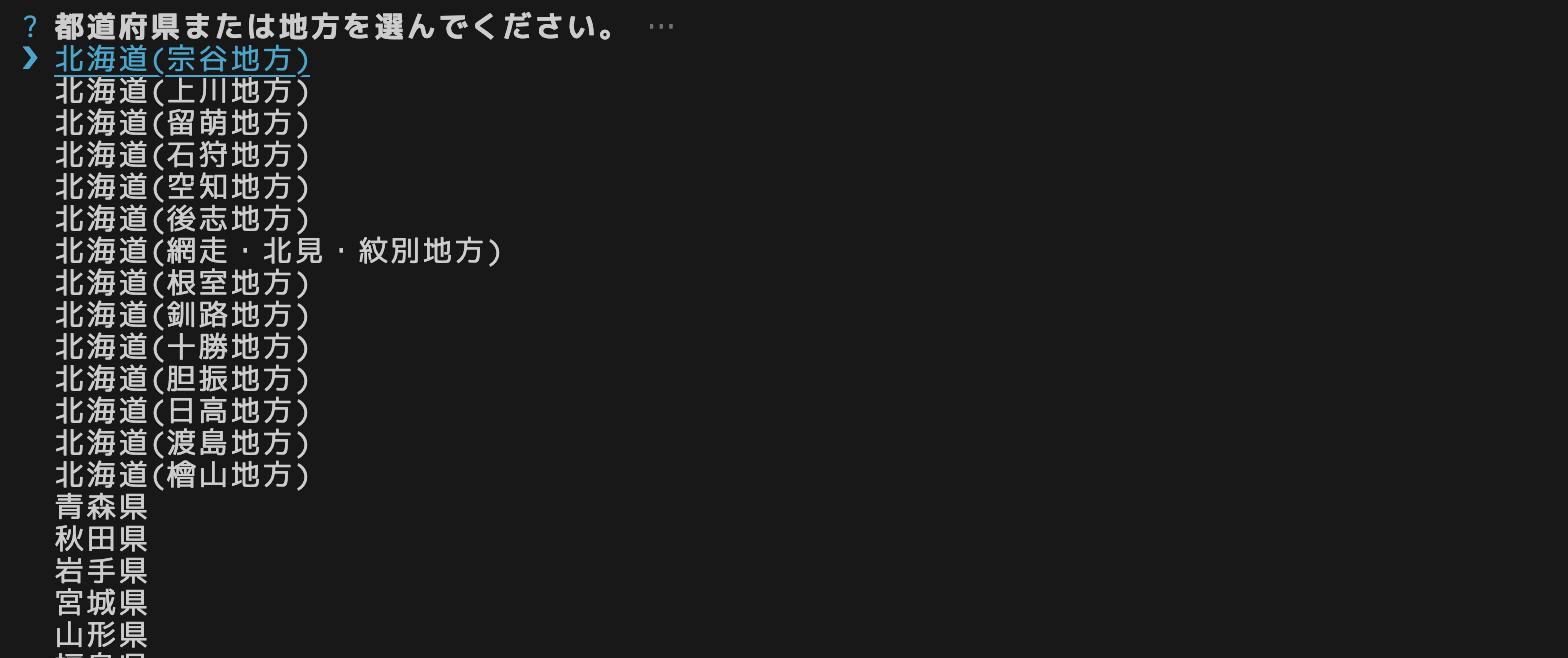 ? 都道府県または地方を選んでください。 …
❯ 北海道(宗谷地方)
北海道(上川地方)
北海道(留萌地方)
北海道(石狩地方)
北海道(空知地方)
北海道(後志地方)
北海道(網走・北見・紋別地方)
北海道(根室地方)
北海道(釧路地方)
北海道(十勝地方)
北海道(胆振地方)
北海道(日高地方)
北海道(渡島地方)
北海道(檜山地方)
青森県
秋田県
岩手県
宮城県
山形県